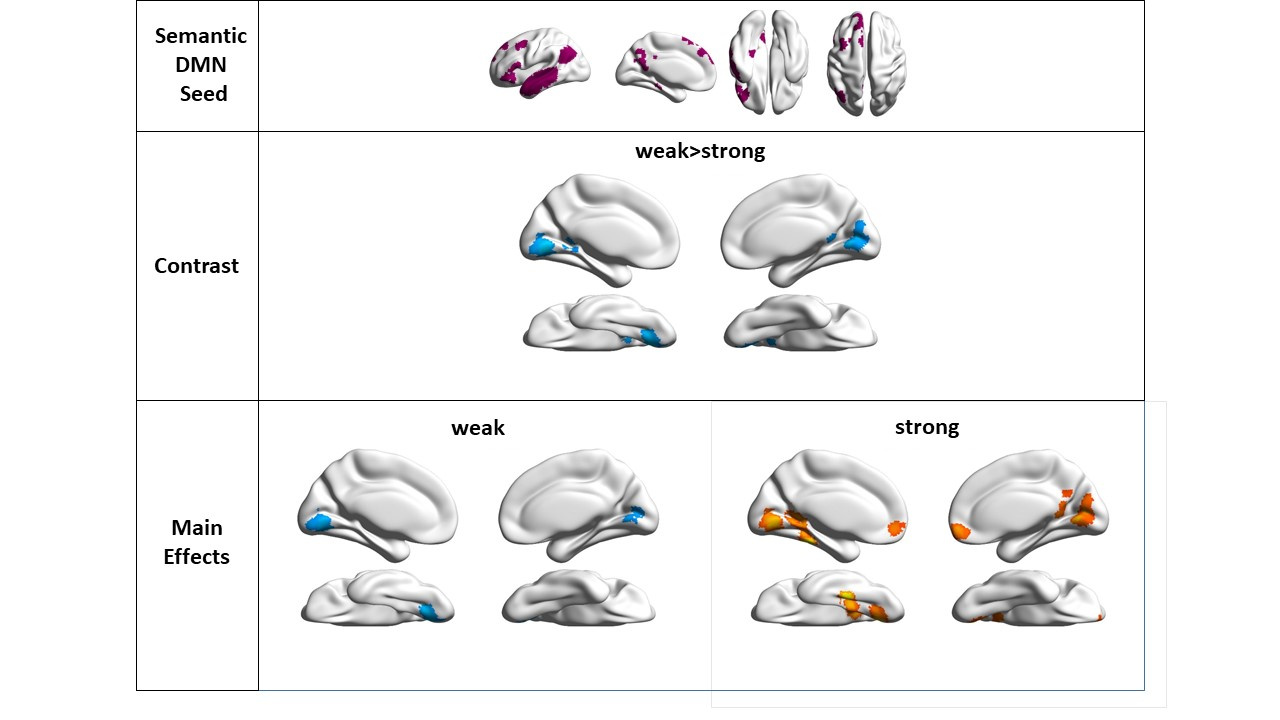 Semantic
DMN
Seed
weak>strong
Contrast
weak
strong
Main
Effects